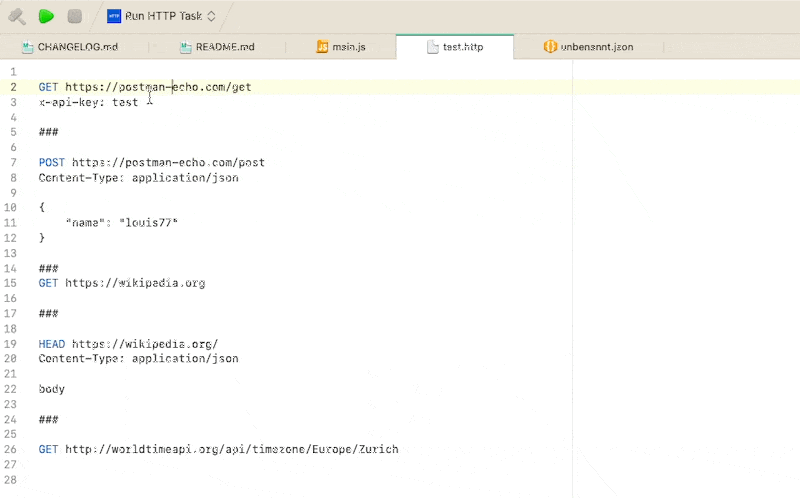 HTTP Run HTTP Task
CHANGELOG.md README.md JS main.js test.http unbenannt.json
1
2 GET https://postman-echo.com/get
3 x-api-key: test
4
5 ###
6
7 POST https://postman-echo.com/post
8 Content-Type: application/json
9
10 {
11 "name": "louis77"
12 }
13
14 ###
15 GET https://wikipedia.org
16
17 ###
18
19 HEAD https://wikipedia.org/
20 Content-Type: application/json
21
22 body
23
24 ###
25
26 GET http://worldtimeapi.org/api/timezone/Europe/Zurich
27
28